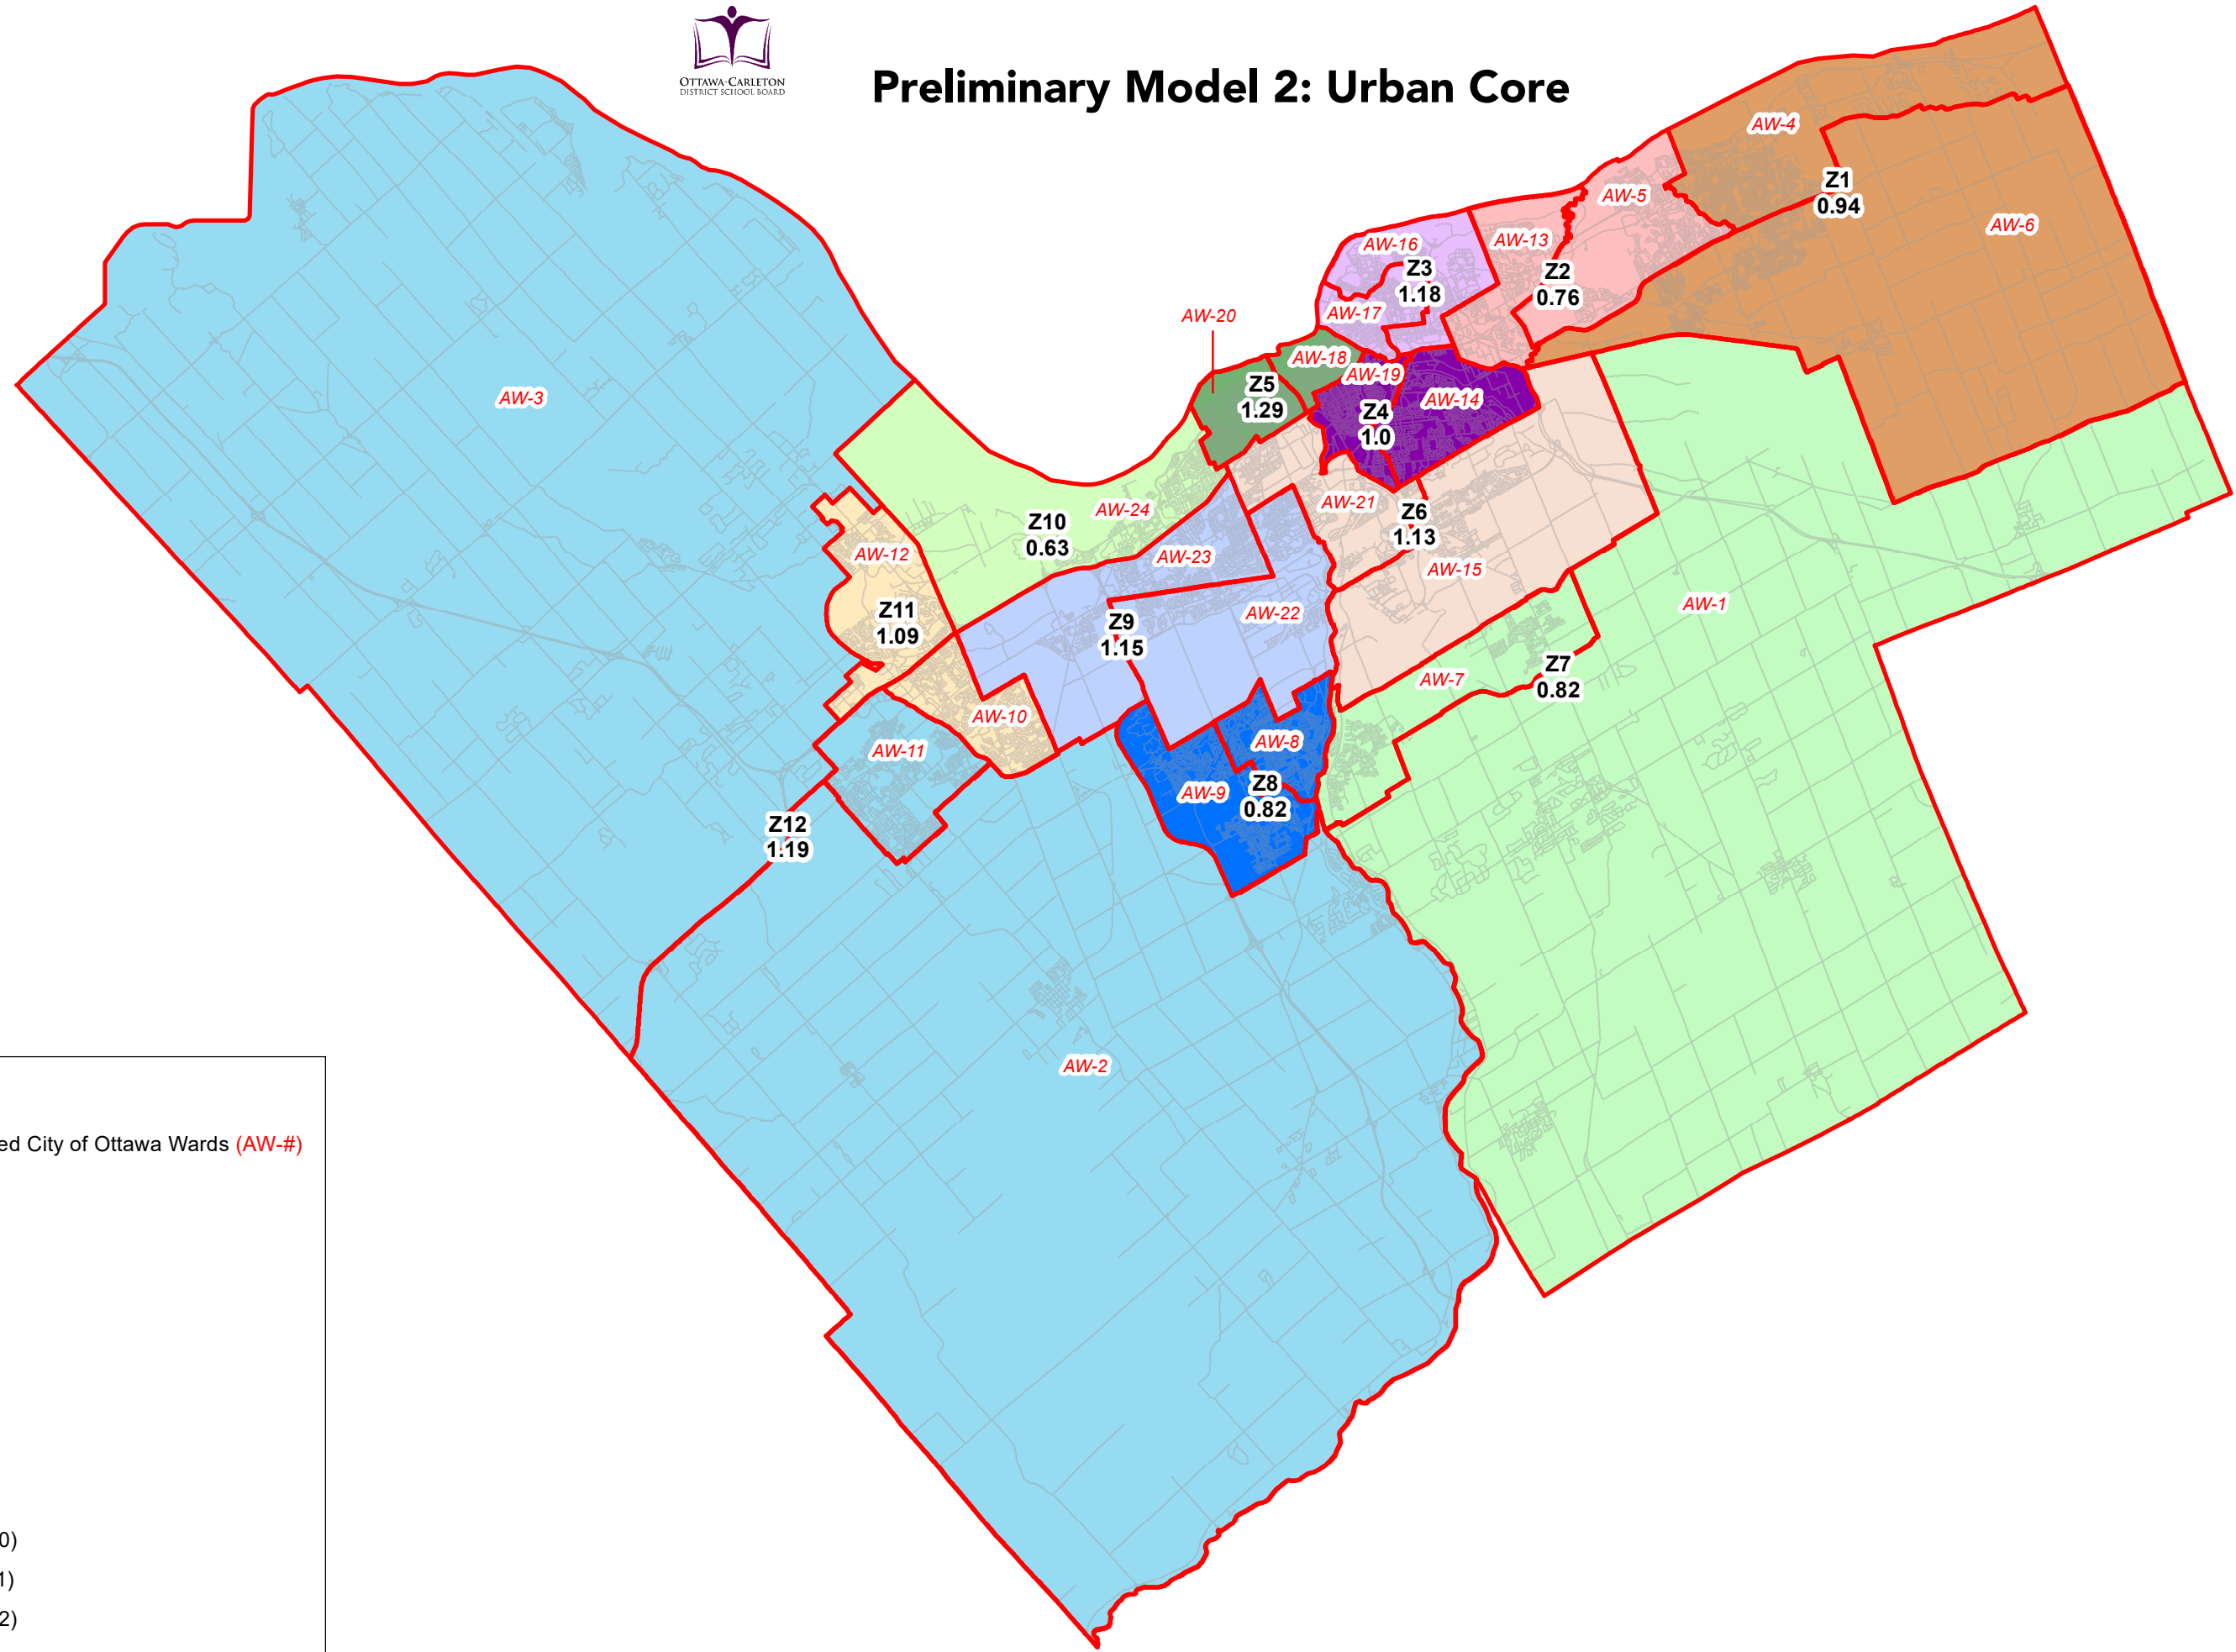 OTTAWA-CARLETON
DISTRICT SCHOOL BOARD
Preliminary Model 2: Urban Core
AW-4
Z1
0.94
AW-5
AW-6
AW-16
AW-13
Z3
1.18
Z2
0.76
AW-17
AW-20
AW-18
AW-19
Z5
1.29
AW-14
Z4
1.0
AW-3
AW-24
AW-21
Z10
0.63
Z6
1.13
AW-12
AW-23
AW-15
Z11
1.09
AW-22
AW-1
Z9
1.15
Z7
0.82
AW-7
AW-10
AW-11
AW-8
AW-9
Z8
0.82
Z12
1.19
AW-2
ed City of Ottawa Wards (AW-#)
0)
1)
2)